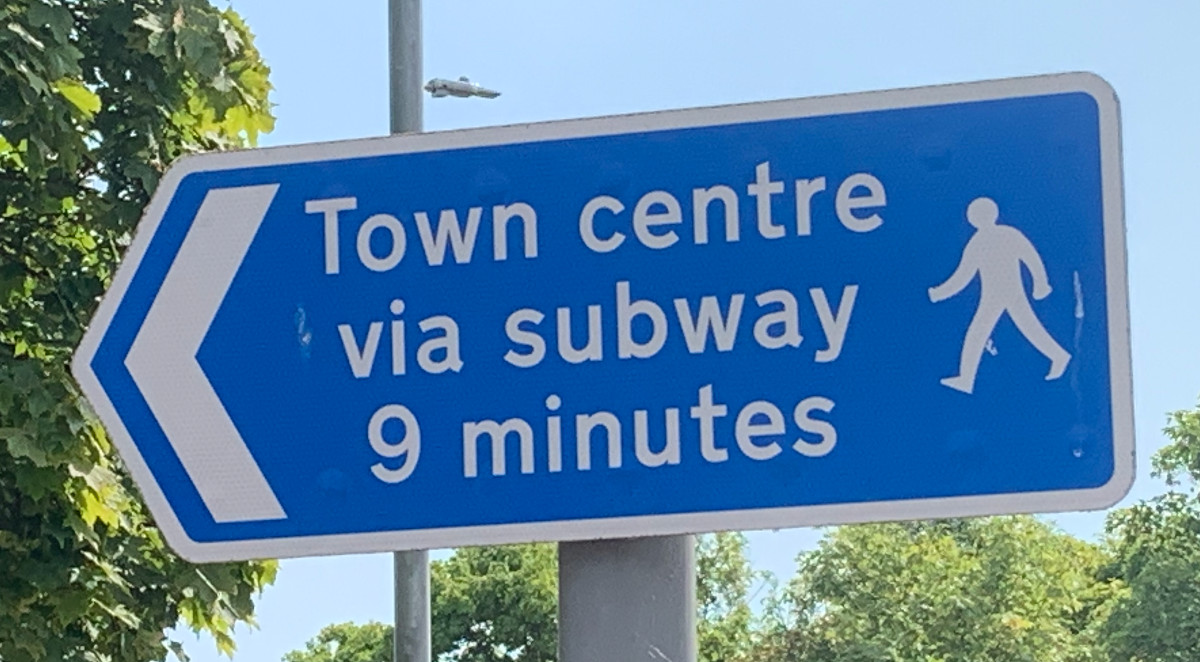 Town centre
via subway
9 minutes